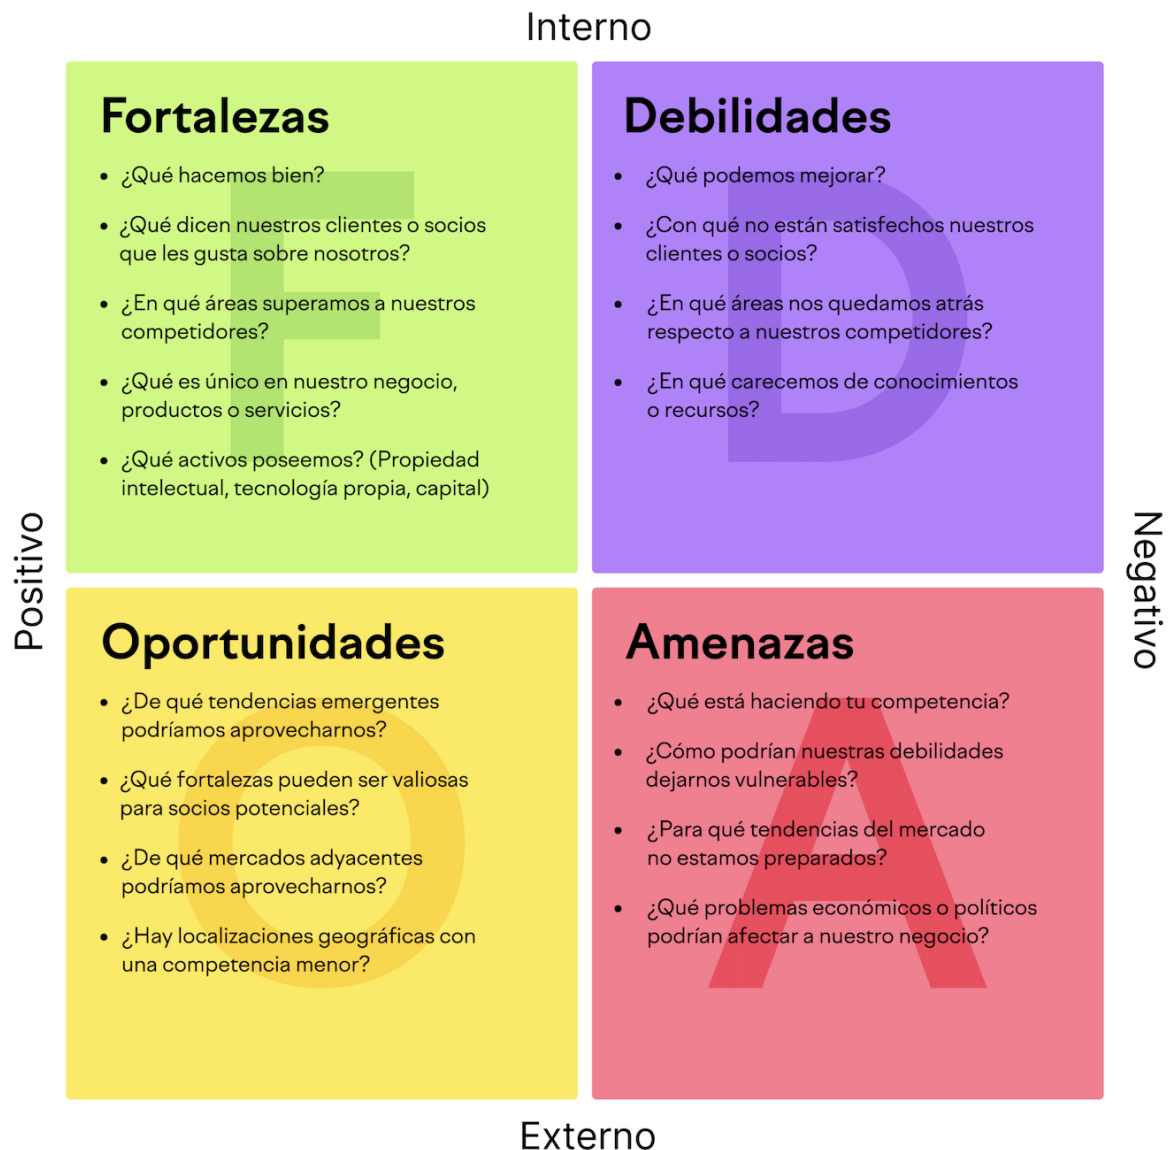 Interno
Fortalezas
• ¿Qué hacemos bien?
• ¿Qué dicen nuestros clientes o socios
que les gusta sobre nosotros?
• ¿En qué áreas superamos a nuestros
competidores?
• ¿Qué es único en nuestro negocio,
productos o servicios?
• ¿Qué activos poseemos? (Propiedad
intelectual, tecnología propia, capital)
F
Debilidades
• ¿Qué podemos mejorar?
• ¿Con qué no están satisfechos nuestros
clientes o socios?
• ¿En qué áreas nos quedamos atrás
respecto a nuestros competidores?
• ¿En qué carecemos de conocimientos
o recursos?
D
Positivo
Negativo
Oportunidades
• ¿De qué tendencias emergentes
podríamos aprovecharnos?
• ¿Qué fortalezas pueden ser valiosas
para socios potenciales?
• ¿De qué mercados adyacentes
podríamos aprovecharnos?
• ¿Hay localizaciones geográficas con
una competencia menor?
O
Amenazas
• ¿Qué está haciendo tu competencia?
• ¿Cómo podrían nuestras debilidades
dejarnos vulnerables?
• ¿Para qué tendencias del mercado
no estamos preparados?
• ¿Qué problemas económicos o políticos
podrían afectar a nuestro negocio?
A
Externo